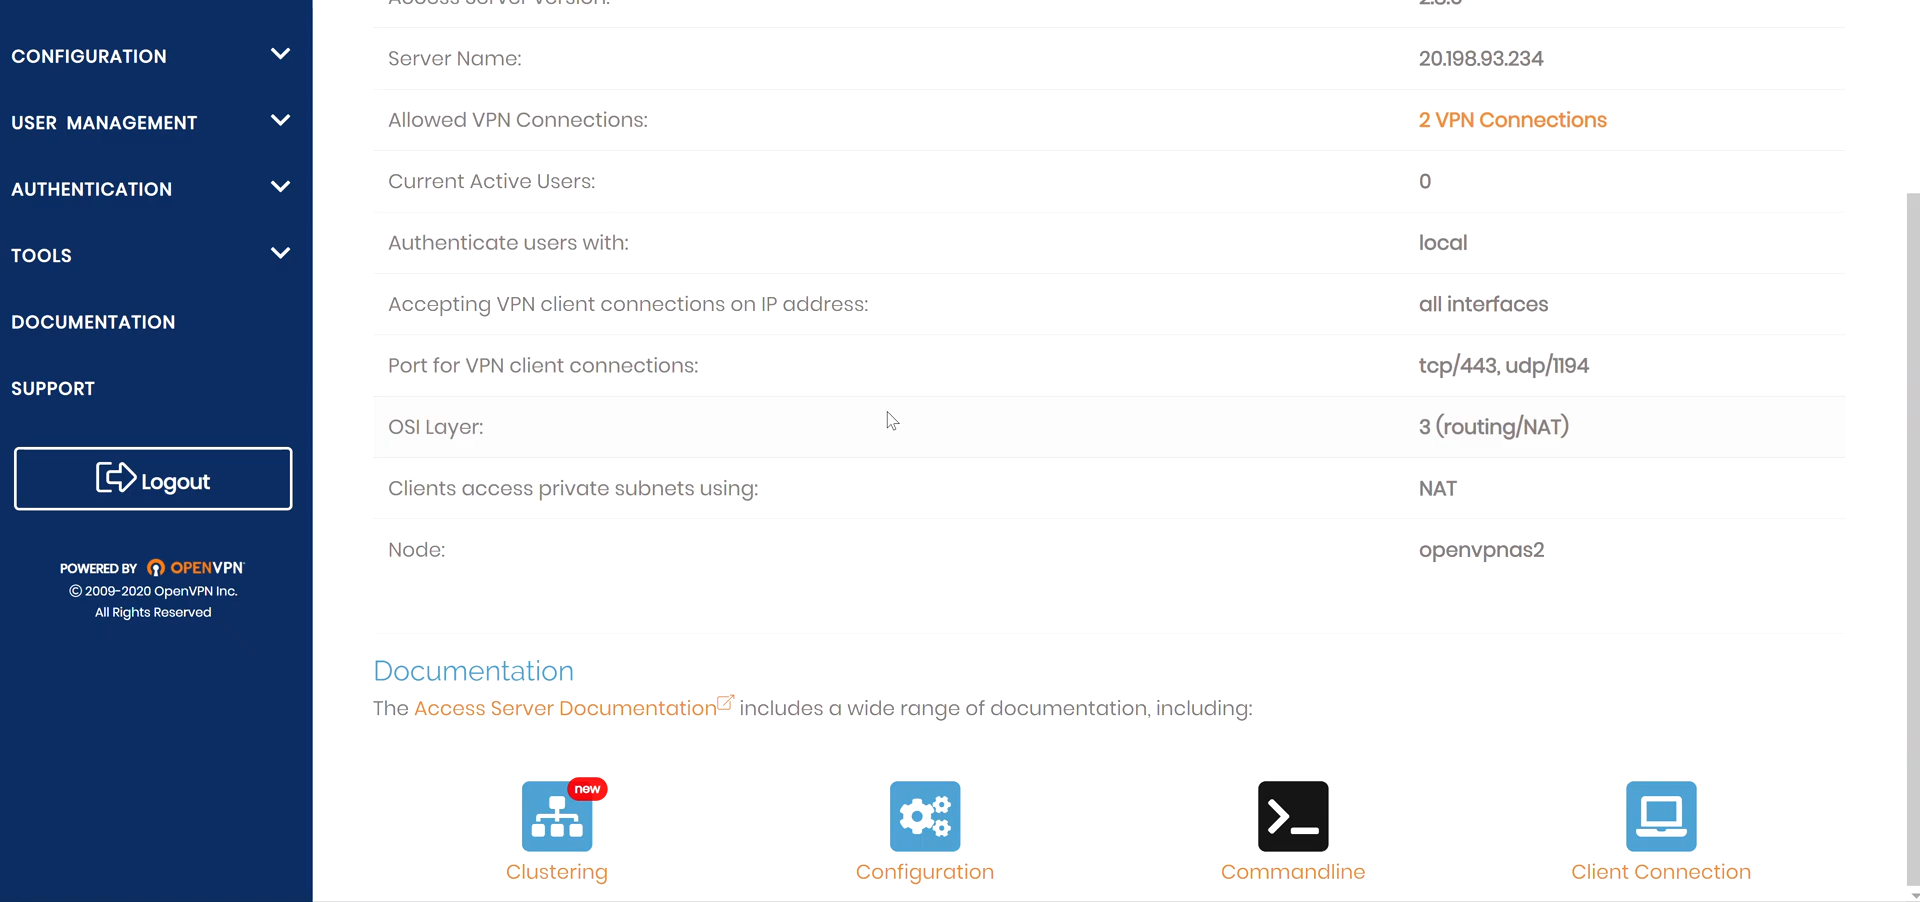 CONFIGURATION
USER MANAGEMENT
AUTHENTICATION
TOOLS
DOCUMENTATION
SUPPORT
Logout
POWERED BY OPENVPN
© 2009-2020 OpenVPN Inc.
All Rights Reserved
Server Name: 20.198.93.234
Allowed VPN Connections: 2 VPN Connections
Current Active Users: 0
Authenticate users with: local
Accepting VPN client connections on IP address: all interfaces
Port for VPN client connections: tcp/443, udp/1194
OSI Layer: 3 (routing/NAT)
Clients access private subnets using: NAT
Node: openvpnas2
Documentation
The Access Server Documentation includes a wide range of documentation, including:
new
Clustering
Configuration
Commandline
Client Connection